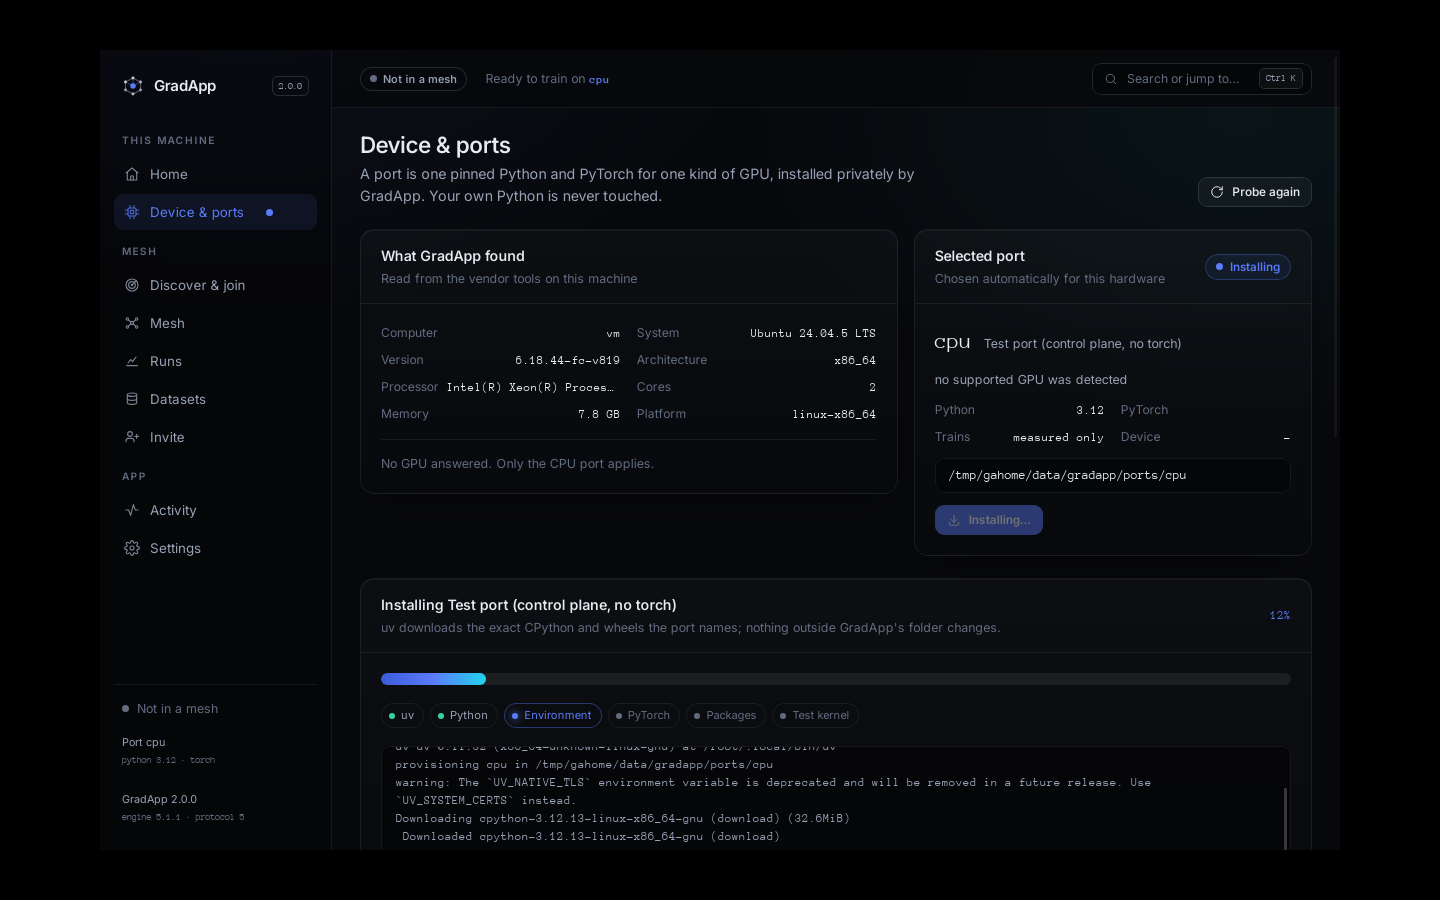 GradApp 2.0.0
THIS MACHINE
Home
Device & ports
MESH
Discover & join
Mesh
Runs
Datasets
Invite
APP
Activity
Settings
Not in a mesh
Port cpu
python 3.12 · torch
GradApp 2.0.0
engine 5.1.1 · protocol 5
Not in a mesh Ready to train on cpu Search or jump to... Ctrl K
Device & ports
A port is one pinned Python and PyTorch for one kind of GPU, installed privately by
GradApp. Your own Python is never touched.
Probe again
What GradApp found
Read from the vendor tools on this machine
Computer vm System Ubuntu 24.04.5 LTS
Version 6.18.44-fc-v819 Architecture x86_64
Processor Intel(R) Xeon(R) Proces… Cores 2
Memory 7.8 GB Platform linux-x86_64
No GPU answered. Only the CPU port applies.
Selected port
Chosen automatically for this hardware
Installing
cpu Test port (control plane, no torch)
no supported GPU was detected
Python 3.12 PyTorch
Trains measured only Device –
/tmp/gahome/data/gradapp/ports/cpu
Installing…
Installing Test port (control plane, no torch)
uv downloads the exact CPython and wheels the port names; nothing outside GradApp's folder changes.
12%
uv Python Environment PyTorch Packages Test kernel
provisioning cpu in /tmp/gahome/data/gradapp/ports/cpu
warning: The `UV_NATIVE_TLS` environment variable is deprecated and will be removed in a future release. Use
`UV_SYSTEM_CERTS` instead.
Downloading cpython-3.12.13-linux-x86_64-gnu (download) (32.6MiB)
Downloaded cpython-3.12.13-linux-x86_64-gnu (download)